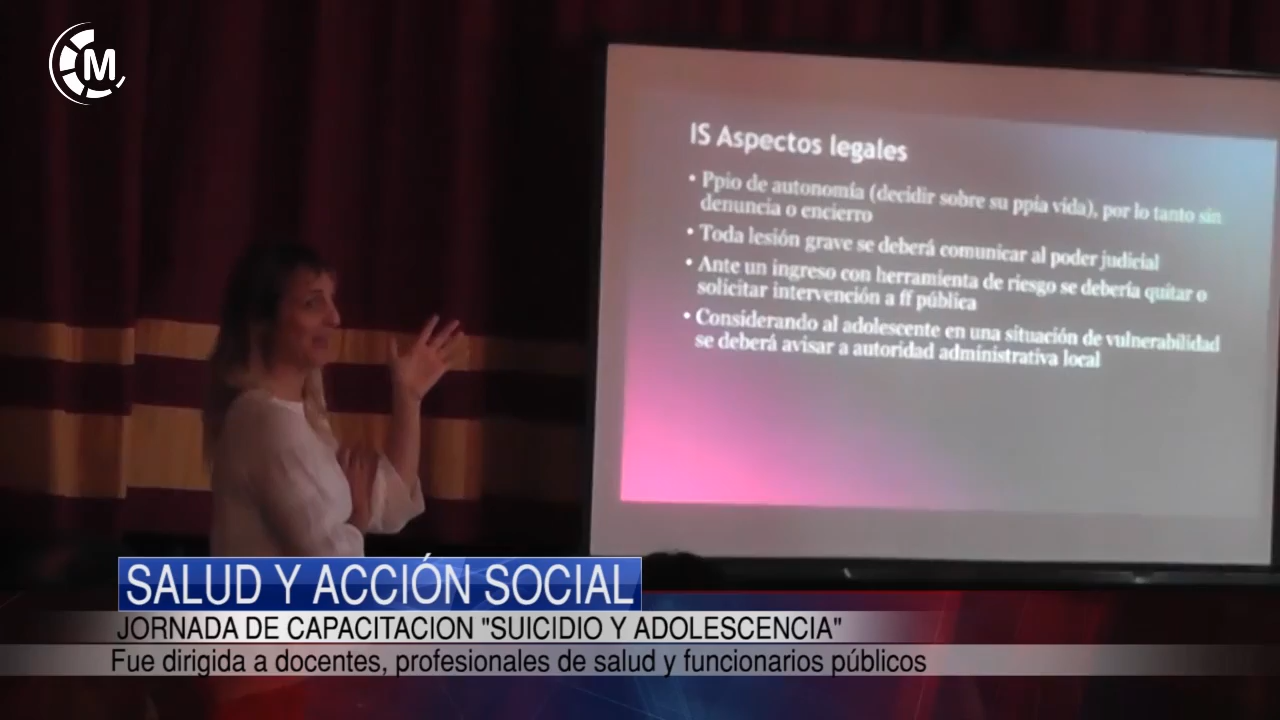 M
IS Aspectos legales
• Ppio de autonomía (decidir sobre su ppia vida), por lo tanto sin
denuncia o encierro
• Toda lesión grave se deberá comunicar al poder judicial
• Ante un ingreso con herramienta de riesgo se debería quitar o
solicitar intervención a ff pública
• Considerando al adolescente en una situación de vulnerabilidad
se deberá avisar a autoridad administrativa local
SALUD Y ACCIÓN SOCIAL
JORNADA DE CAPACITACION "SUICIDIO Y ADOLESCENCIA"
Fue dirigida a docentes, profesionales de salud y funcionarios públicos